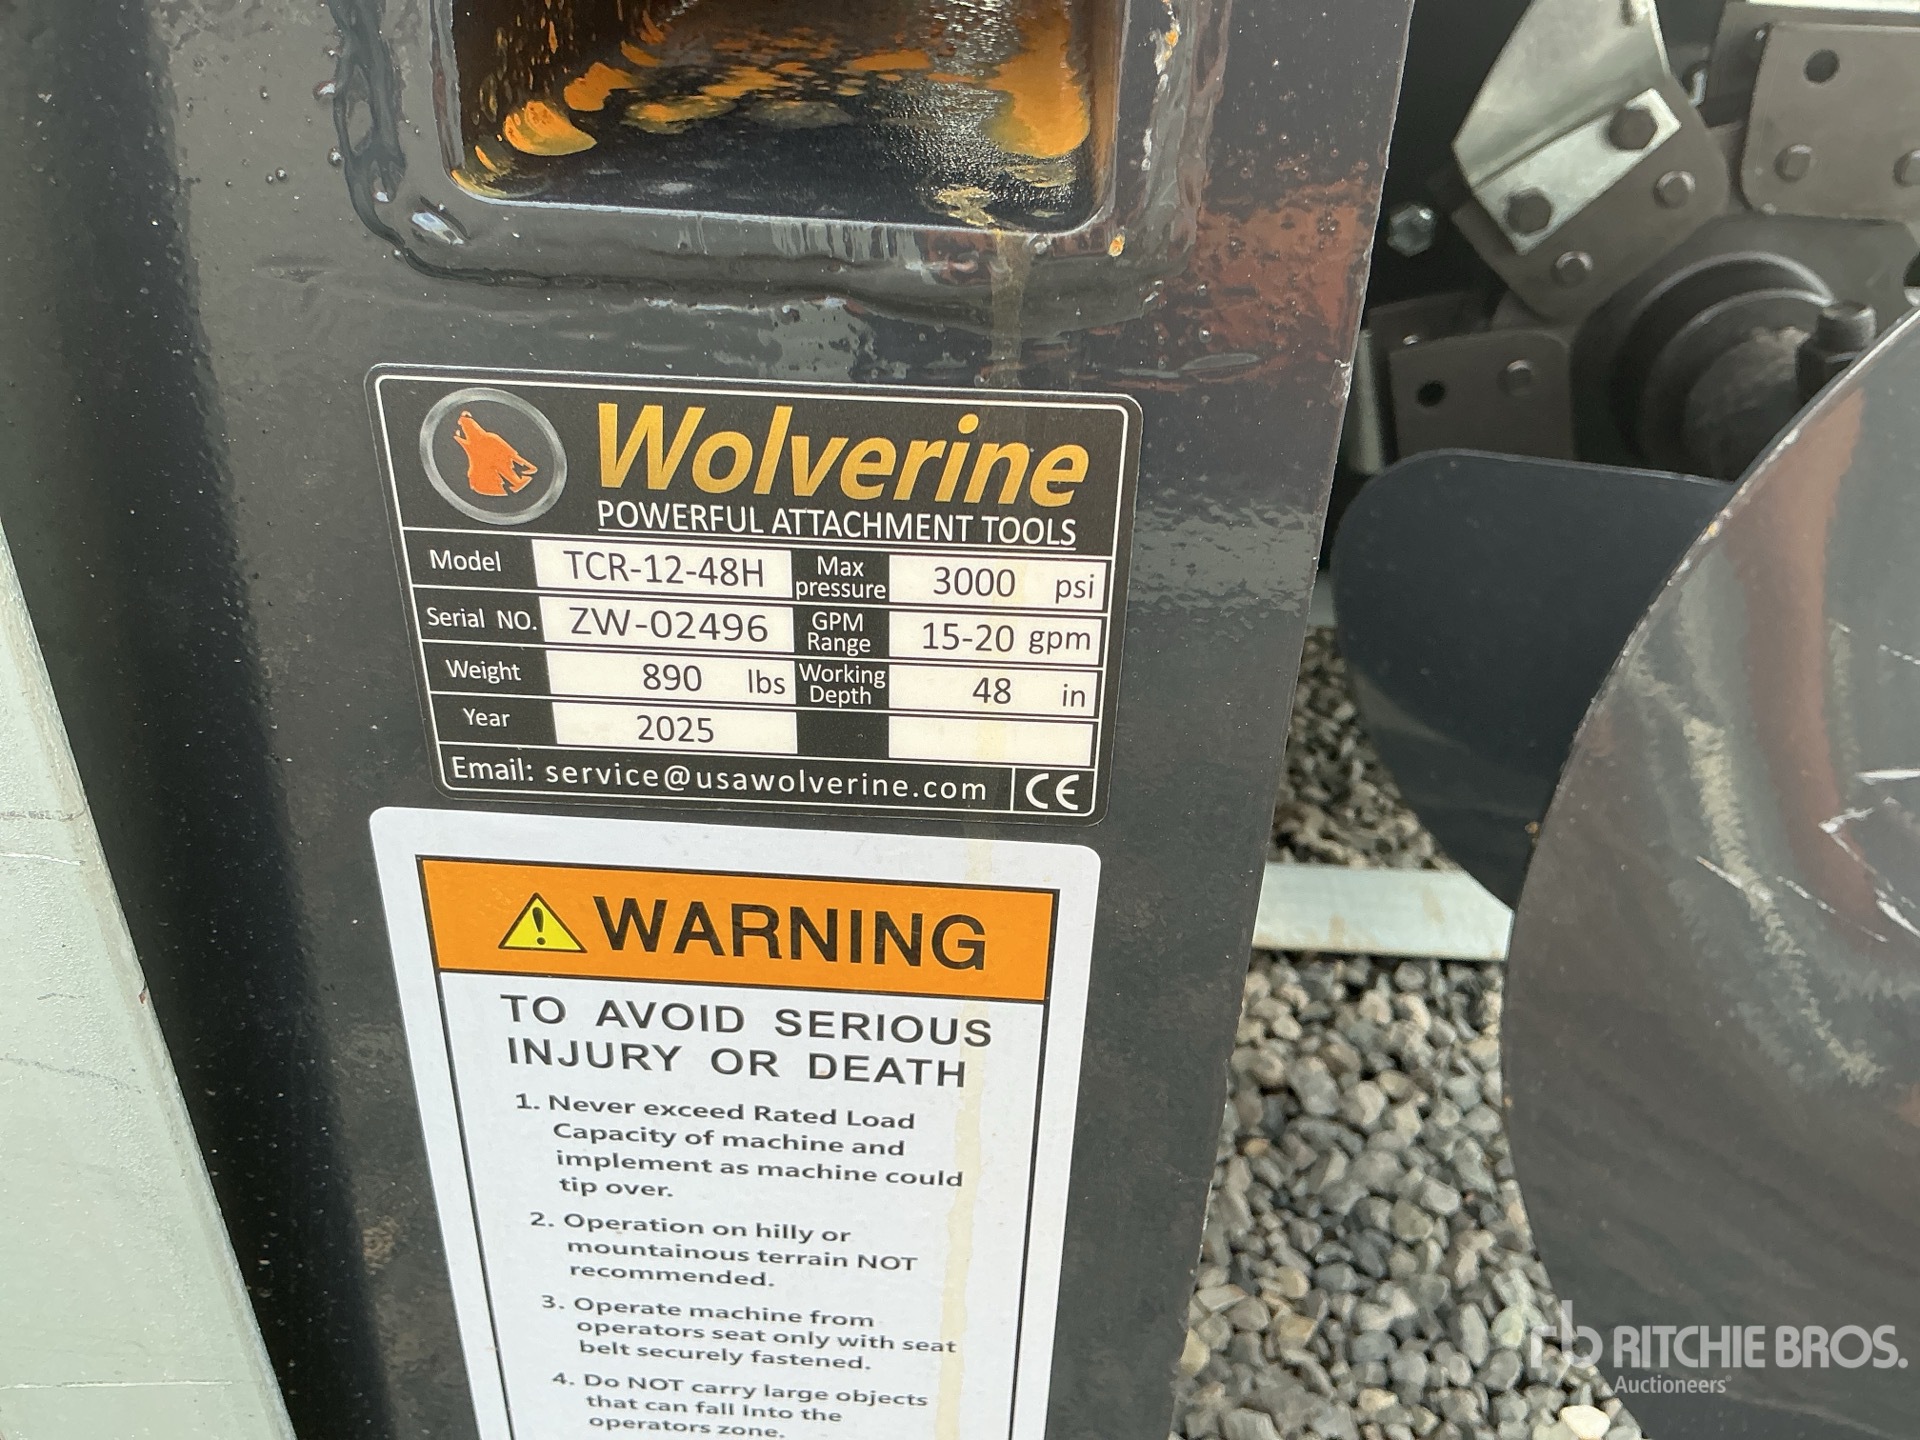 Wolverine
POWERFUL ATTACHMENT TOOLS
Model TCR-12-48H Max pressure 3000 psi
Serial NO. ZW-02496 GPM Range 15-20 gpm
Weight 890 lbs Working Depth 48 in
Year 2025
Email: service@usawolverine.com CE
WARNING
TO AVOID SERIOUS
INJURY OR DEATH
1. Never exceed Rated Load
Capacity of machine and
implement as machine could
tip over.
2. Operation on hilly or
mountainous terrain NOT
recommended.
3. Operate machine from
operators seat only with seat
belt securely fastened.
4. Do NOT carry large objects
that can fall Into the
operators zone.
rb RITCHIE BROS.
Auctioneers